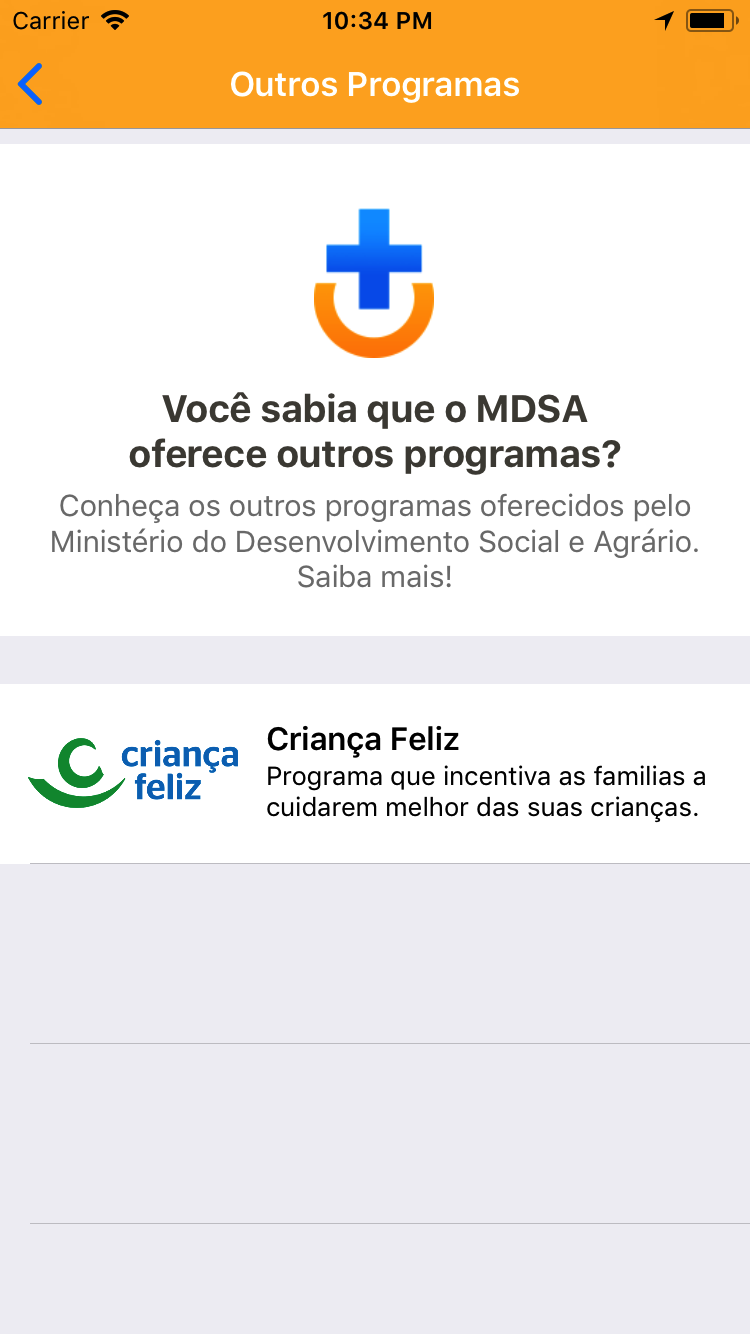 Carrier
10:34 PM
Outros Programas
Você sabia que o MDSA
oferece outros programas?
Conheça os outros programas oferecidos pelo
Ministério do Desenvolvimento Social e Agrário.
Saiba mais!
criança
feliz
Criança Feliz
Programa que incentiva as familias a
cuidarem melhor das suas crianças.